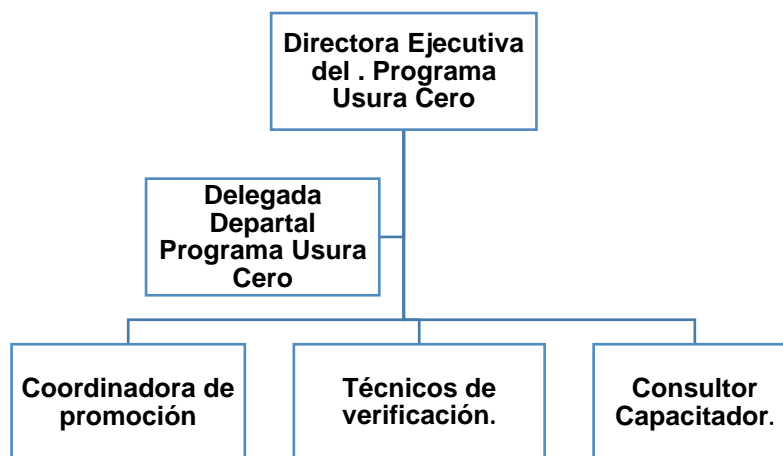 Directora Ejecutiva
del . Programa
Usura Cero
Delegada
Departal
Programa Usura
Cero
Coordinadora de
promoción
Técnicos de
verificación.
Consultor
Capacitador.